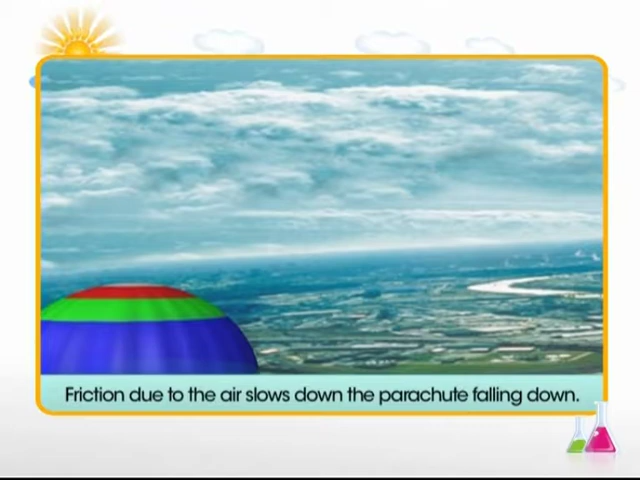 Friction due to the air slows down the parachute falling down.